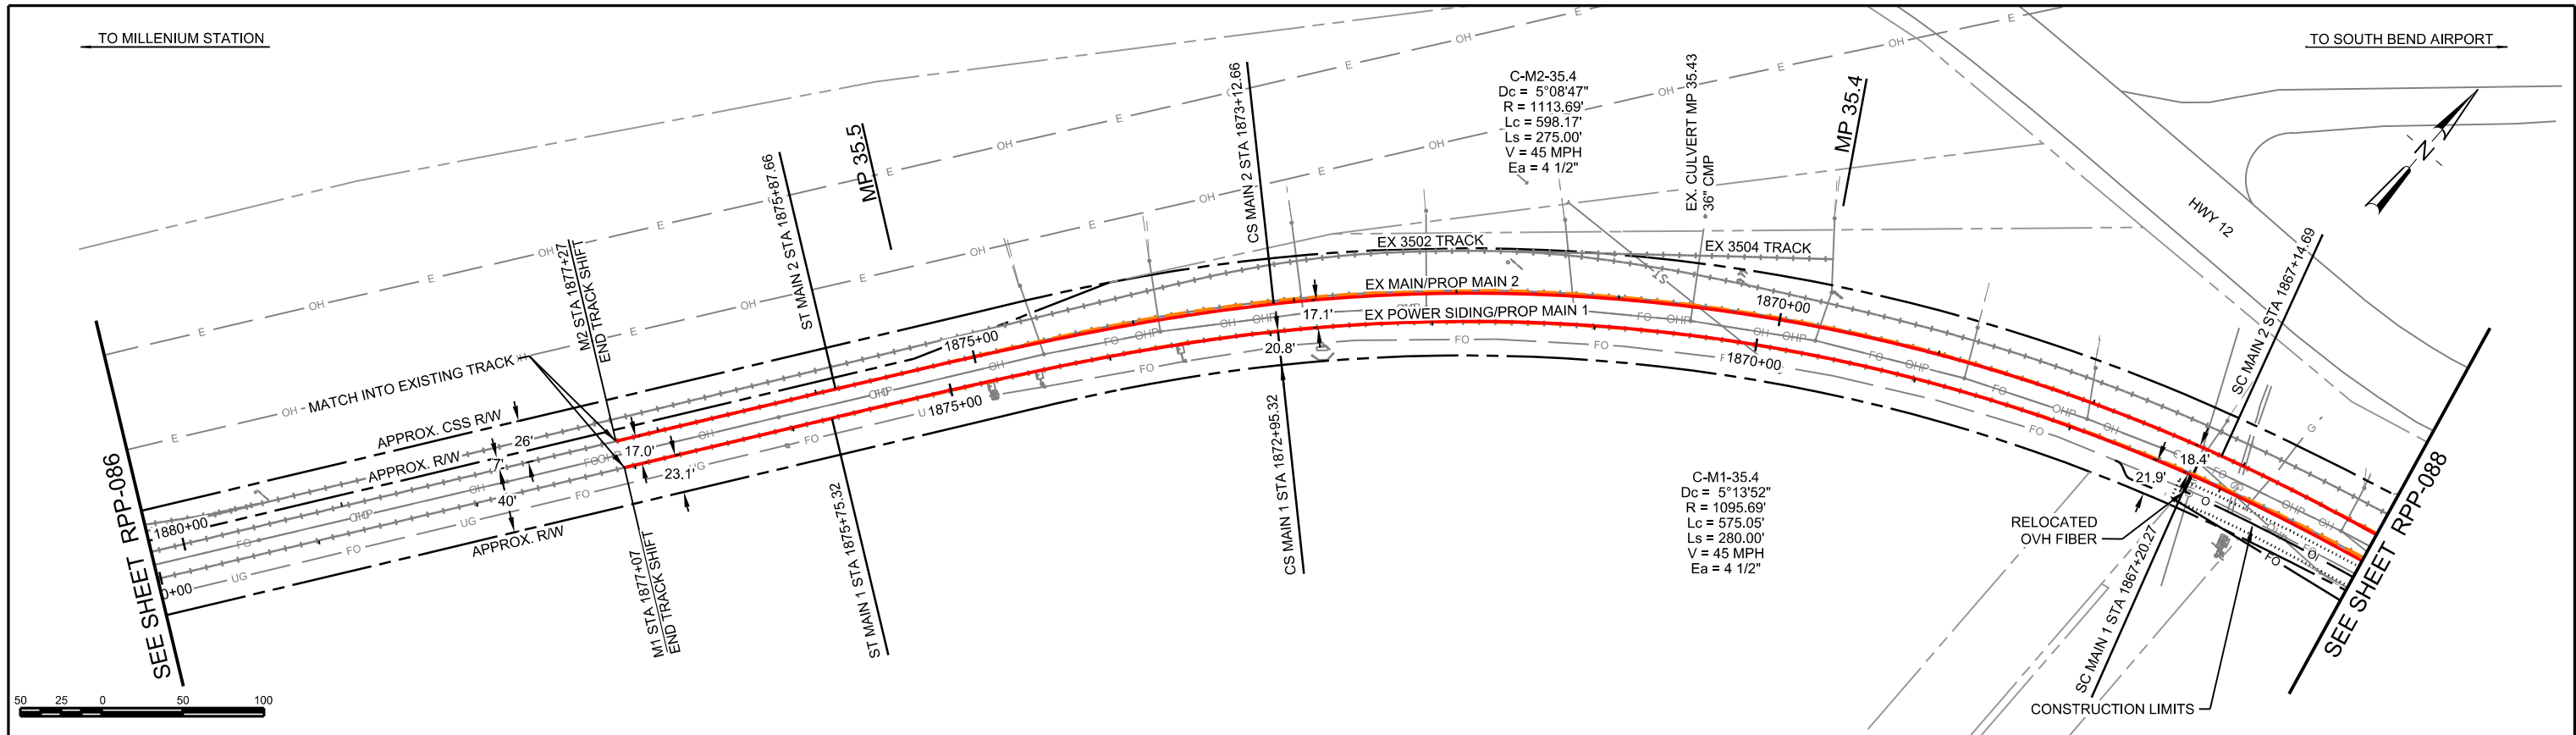 TO MILLENIUM STATION
TO SOUTH BEND AIRPORT
SEE SHEET RPP-086
SEE SHEET RPP-088
MATCH INTO EXISTING TRACK
M2 STA 1877+27
END TRACK SHIFT
ST MAIN 2 STA 1875+87.66
MP 35.5
CS MAIN 2 STA 1873+12.66
C-M2-35.4
Dc = 5°08'47"
R = 1113.69'
Lc = 598.17'
Ls = 275.00'
V = 45 MPH
Ea = 4 1/2"
EX. CULVERT MP 35.43
36" CMP
MP 35.4
HWY 12
N
SC MAIN 2 STA 1867+14.69
EX 3502 TRACK
EX 3504 TRACK
EX MAIN/PROP MAIN 2
EX POWER SIDING/PROP MAIN 1
1870+00
1870+00
1875+00
1875+00
1880+00
0+00
APPROX. CSS R/W
APPROX. R/W
APPROX. R/W
26'
7'
40'
17.0'
23.1'
17.1'
20.8'
18.4'
21.9'
M1 STA 1877+07
END TRACK SHIFT
ST MAIN 1 STA 1875+75.32
CS MAIN 1 STA 1872+95.32
C-M1-35.4
Dc = 5°13'52"
R = 1095.69'
Lc = 575.05'
Ls = 280.00'
V = 45 MPH
Ea = 4 1/2"
RELOCATED
OVH FIBER
SC MAIN 1 STA 1867+20.27
CONSTRUCTION LIMITS
OH
E
FO
UG
OHP
ST
G
50 25 0 50 100